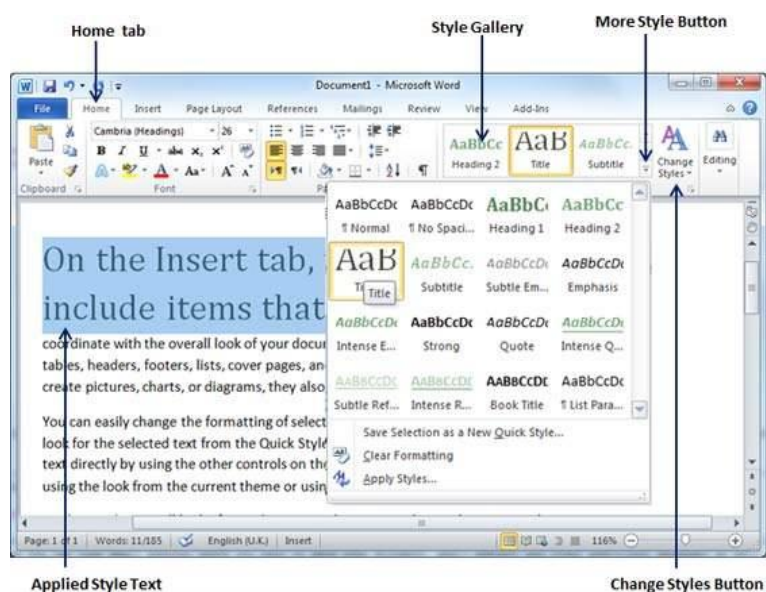 Home tab
Style Gallery
More Style Button
Document1 - Microsoft Word
File Home Insert Page Layout References Mailings Review View Add-Ins
Cambria (Headings) 26
Paste
B I U abc x, x²
Aa A A
AaBbCc AaB AaBbCc.
Heading 2 Title Subtitle
Change Styles
Editing
Clipboard Font
AaBbCcDc AaBbCcDc AaBbC AaBbCc
¶ Normal ¶ No Spaci... Heading 1 Heading 2
AaB AaBbCc. AaBbCcDc AaBbCcDc
Title Subtitle Subtle Em... Emphasis
AaBbCcDc AaBbCcDc AaBbCcDc AaBbCcDc
Intense E... Strong Quote Intense Q...
AABBCCDE AABBCCDE AABBCCDE AaBbCcDc
Subtle Ref... Intense R... Book Title ¶ List Para...
Save Selection as a New Quick Style...
Clear Formatting
Apply Styles...
On the Insert tab,
include items that
coordinate with the overall look of your docu
tables, headers, footers, lists, cover pages, an
create pictures, charts, or diagrams, they also
You can easily change the formatting of select
look for the selected text from the Quick Style
text directly by using the other controls on the
using the look from the current theme or usin
Page: 1 of 1 Words: 11/185 English (U.K.) Insert 116%
Applied Style Text
Change Styles Button